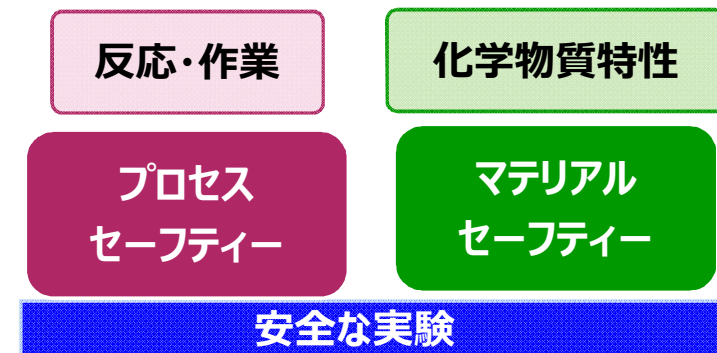 反応・作業
化学物質特性
プロセス
セーフティー
マテリアル
セーフティー
安全な実験